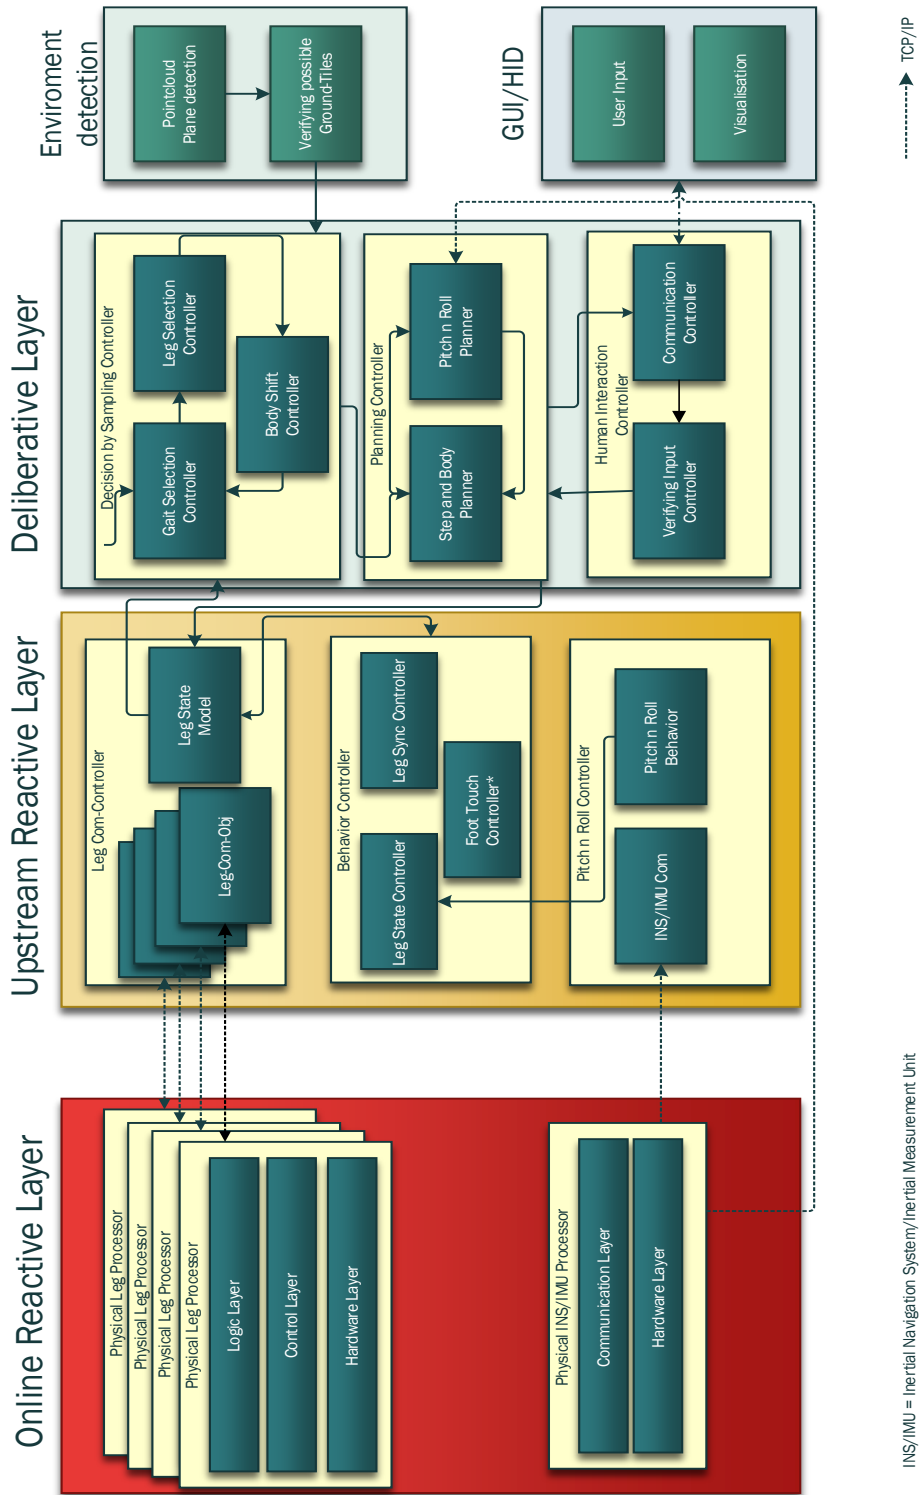 Online Reactive Layer
Physical Leg Processor
Physical Leg Processor
Physical Leg Processor
Physical Leg Processor
Logic Layer
Control Layer
Hardware Layer
Physical INS/IMU Processor
Communication Layer
Hardware Layer
Upstream Reactive Layer
Leg Com-Controller
Leg-Com-Obj
Leg State
Model
Behavior Controller
Leg State Controller
Leg Sync Controller
Foot Touch
Controller*
Pitch n Roll Controller
INS/IMU Com
Pitch n Roll
Behavior
Deliberative Layer
Decision by Sampling Controller
Gait Selection
Controller
Leg Selection
Controller
Body Shift
Controller
Planning Controller
Step and Body
Planner
Pitch n Roll
Planner
Human Interaction
Controller
Verifying Input
Controller
Communication
Controller
Enviroment
detection
Pointcloud
Plane detection
Verifying possible
Ground-Tiles
GUI/HID
User Input
Visualisation
INS/IMU = Inertial Navigation System/Inertial Measurement Unit
TCP/IP